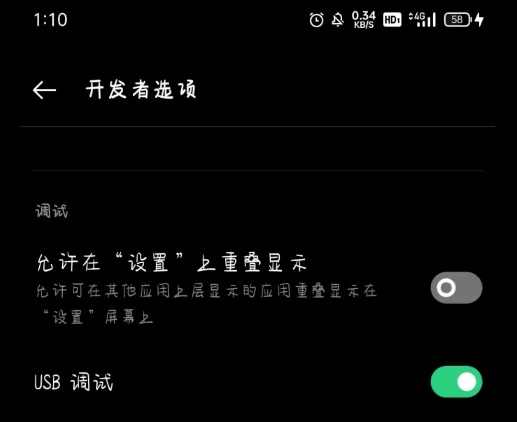 1:10
0.34
KB/S
HD1
4G
58
开发者选项
调试
允许在“设置”上重叠显示
允许可在其他应用上层显示的应用重叠显示在
“设置”屏幕上
USB 调试